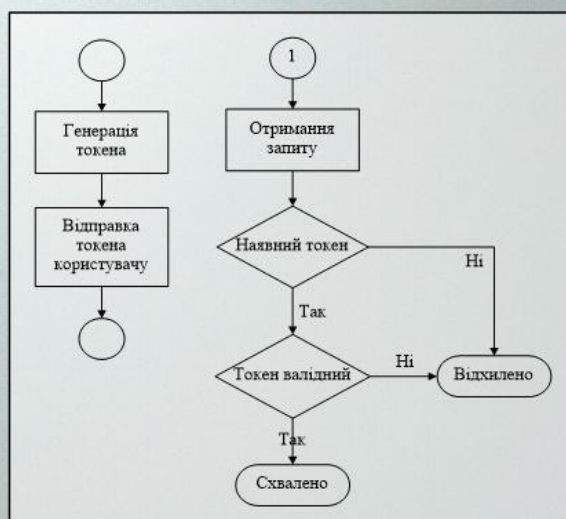 Генерація
токена
Відправка
токена
користувачу
1
Отримання
запиту
Наявний токен
Ні
Так
Токен валідний
Ні
Відхилено
Так
Схвалено